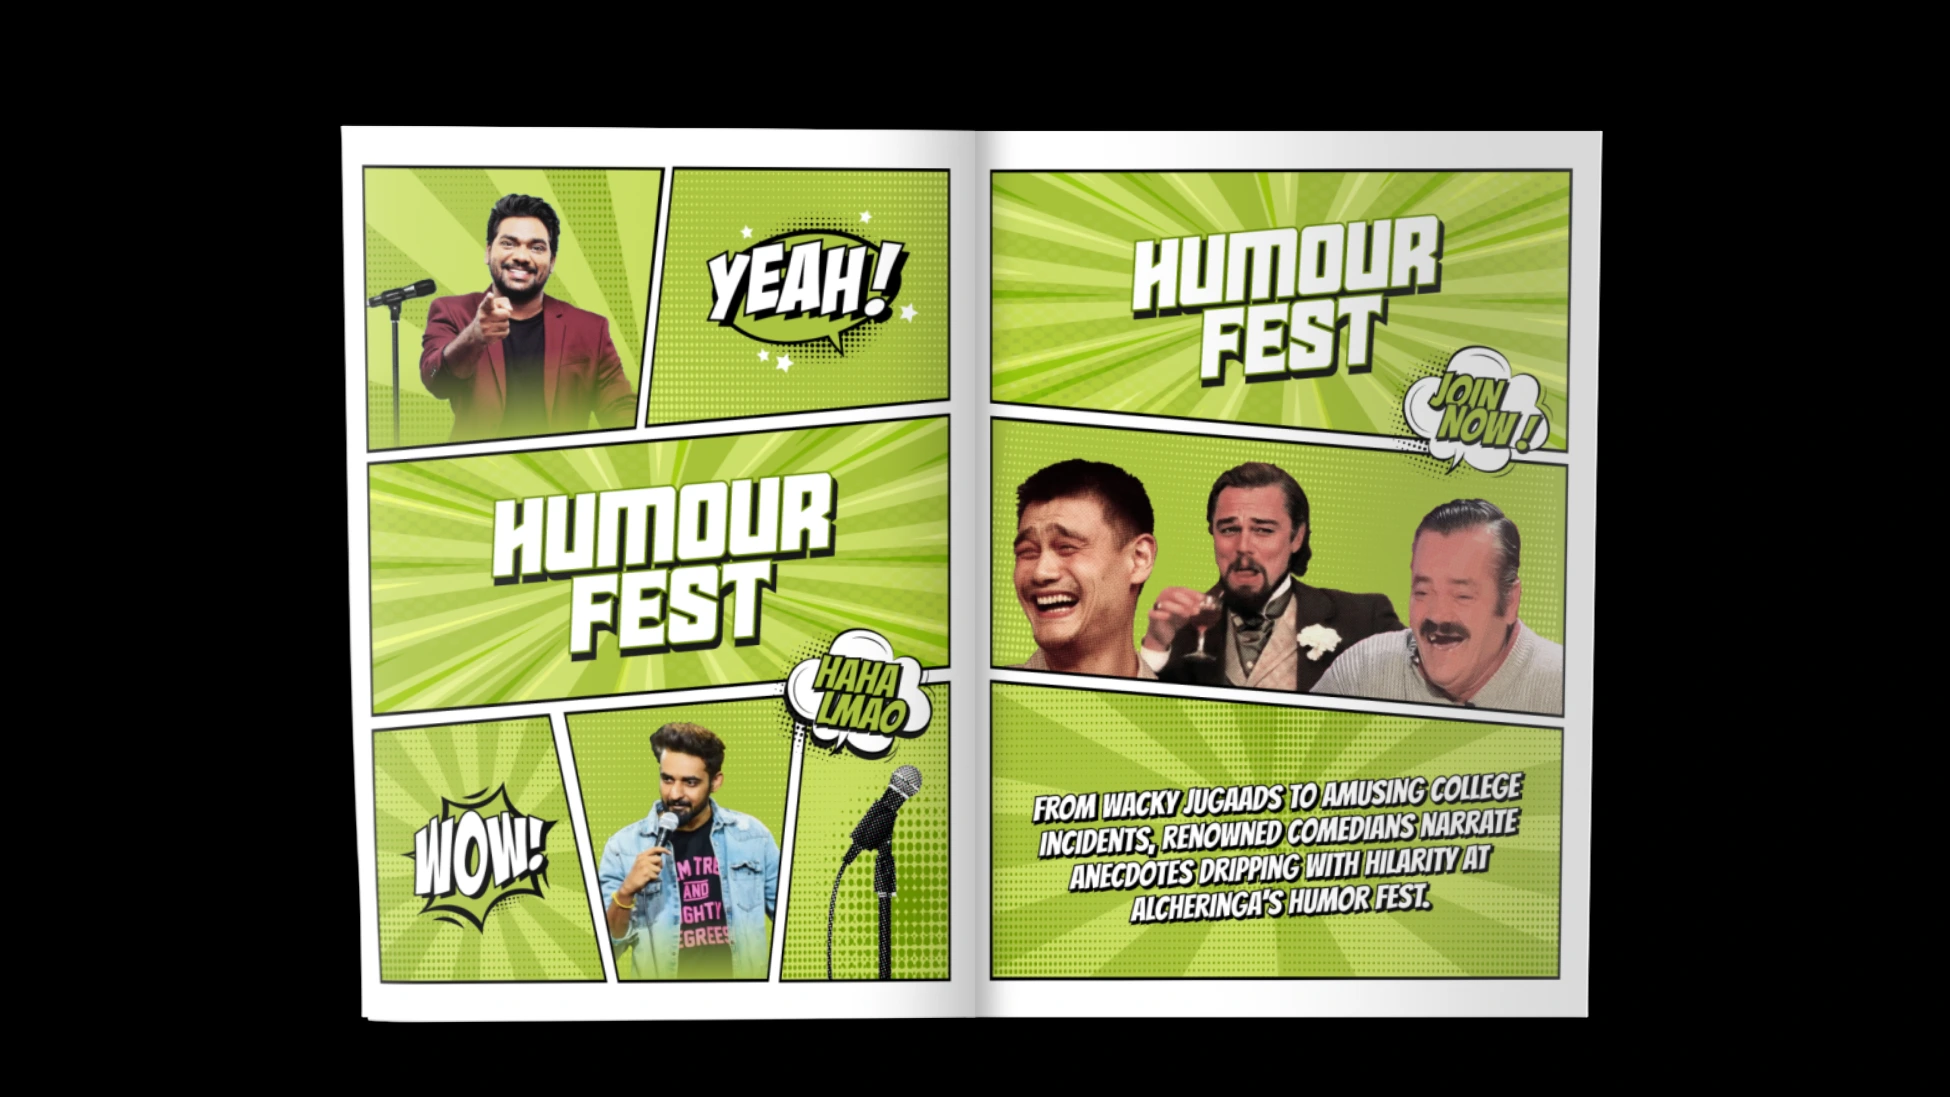 YEAH!
HUMOUR
FEST
HAHA
LMAO
WOW!
AND
HUMOUR
FEST
JOIN
NOW!
FROM WACKY JUGAADS TO AMUSING COLLEGE
INCIDENTS, RENOWNED COMEDIANS NARRATE
ANECDOTES DRIPPING WITH HILARITY AT
ALCHERINGA'S HUMOR FEST.